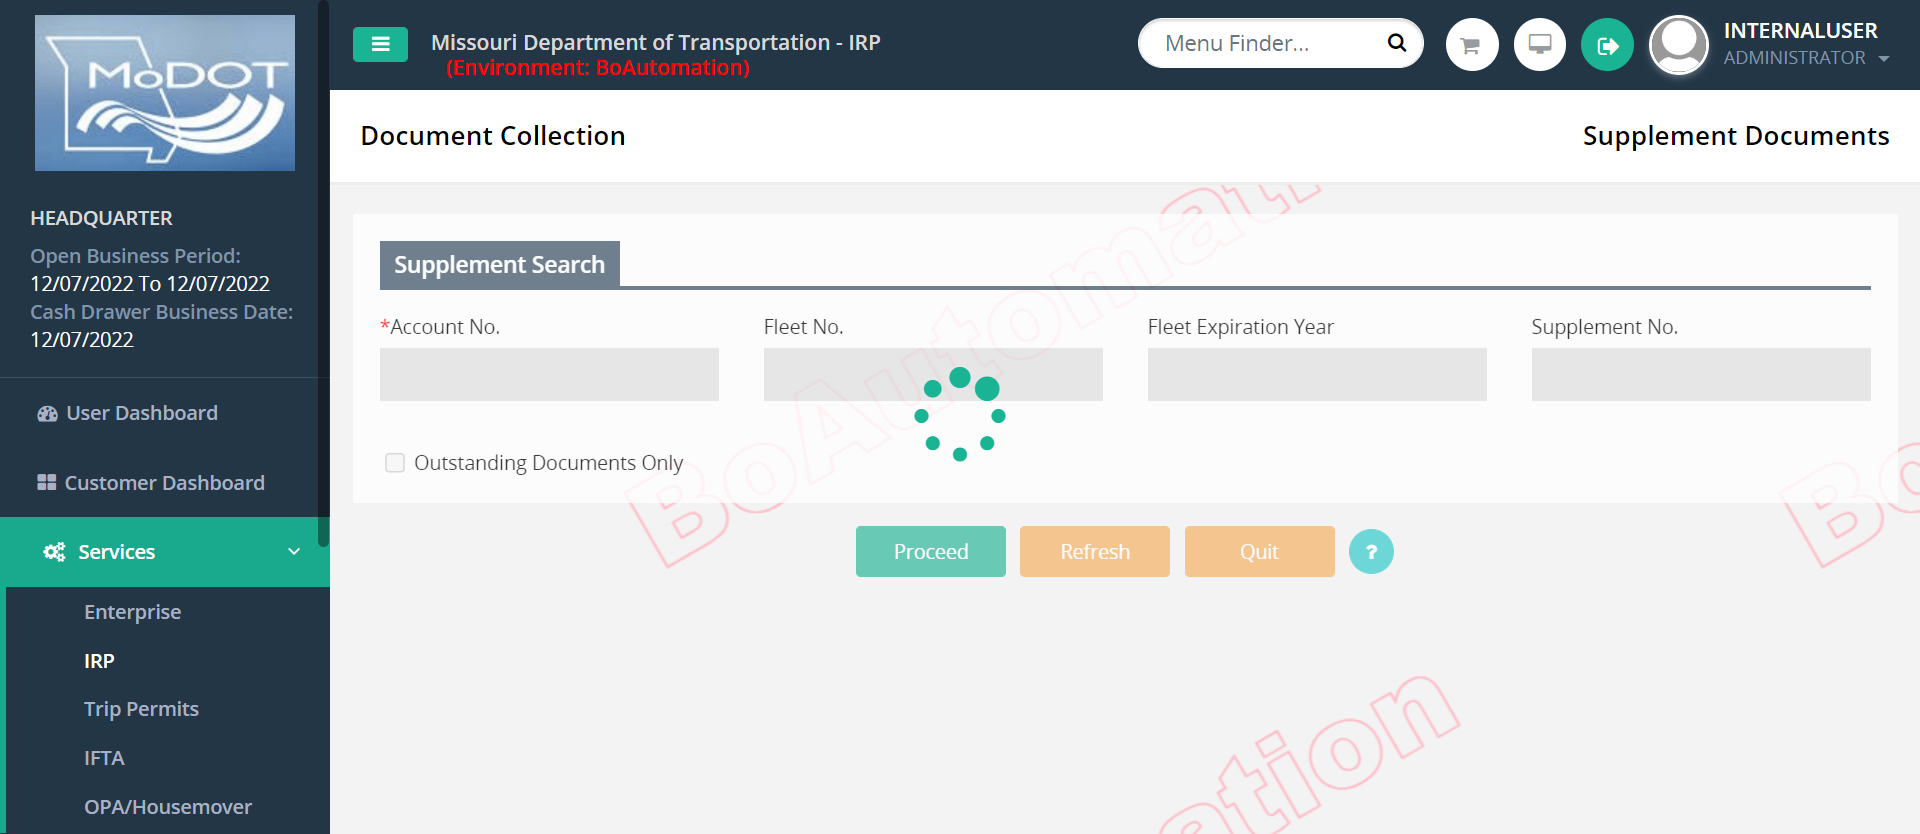 MoDOT
Missouri Department of Transportation - IRP
(Environment: BoAutomation)
Menu Finder...
INTERNALUSER
ADMINISTRATOR
Document Collection
Supplement Documents
HEADQUARTER
Open Business Period:
12/07/2022 To 12/07/2022
Cash Drawer Business Date:
12/07/2022
User Dashboard
Customer Dashboard
Services
Enterprise
IRP
Trip Permits
IFTA
OPA/Housemover
Supplement Search
*Account No.
Fleet No.
Fleet Expiration Year
Supplement No.
Outstanding Documents Only
Proceed
Refresh
Quit
?
BoAutomati
Bo
ation